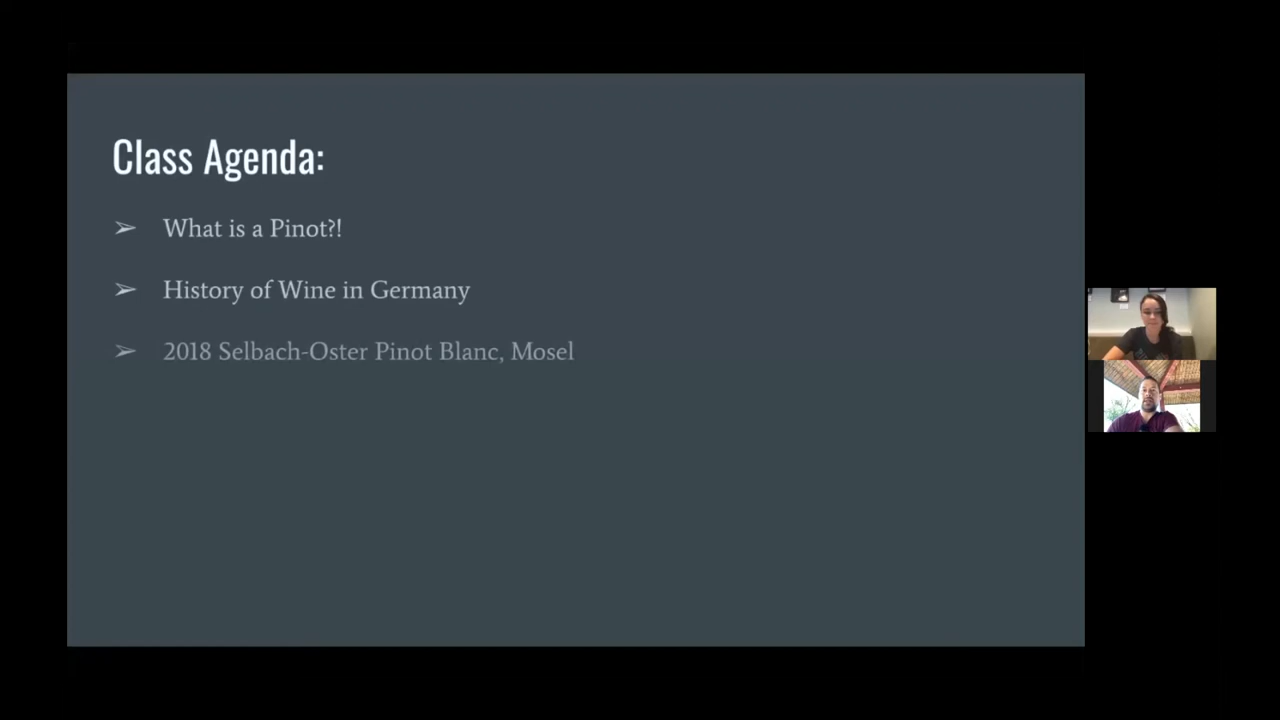 Class Agenda:
➢ What is a Pinot?!
➢ History of Wine in Germany
➢ 2018 Selbach-Oster Pinot Blanc, Mosel